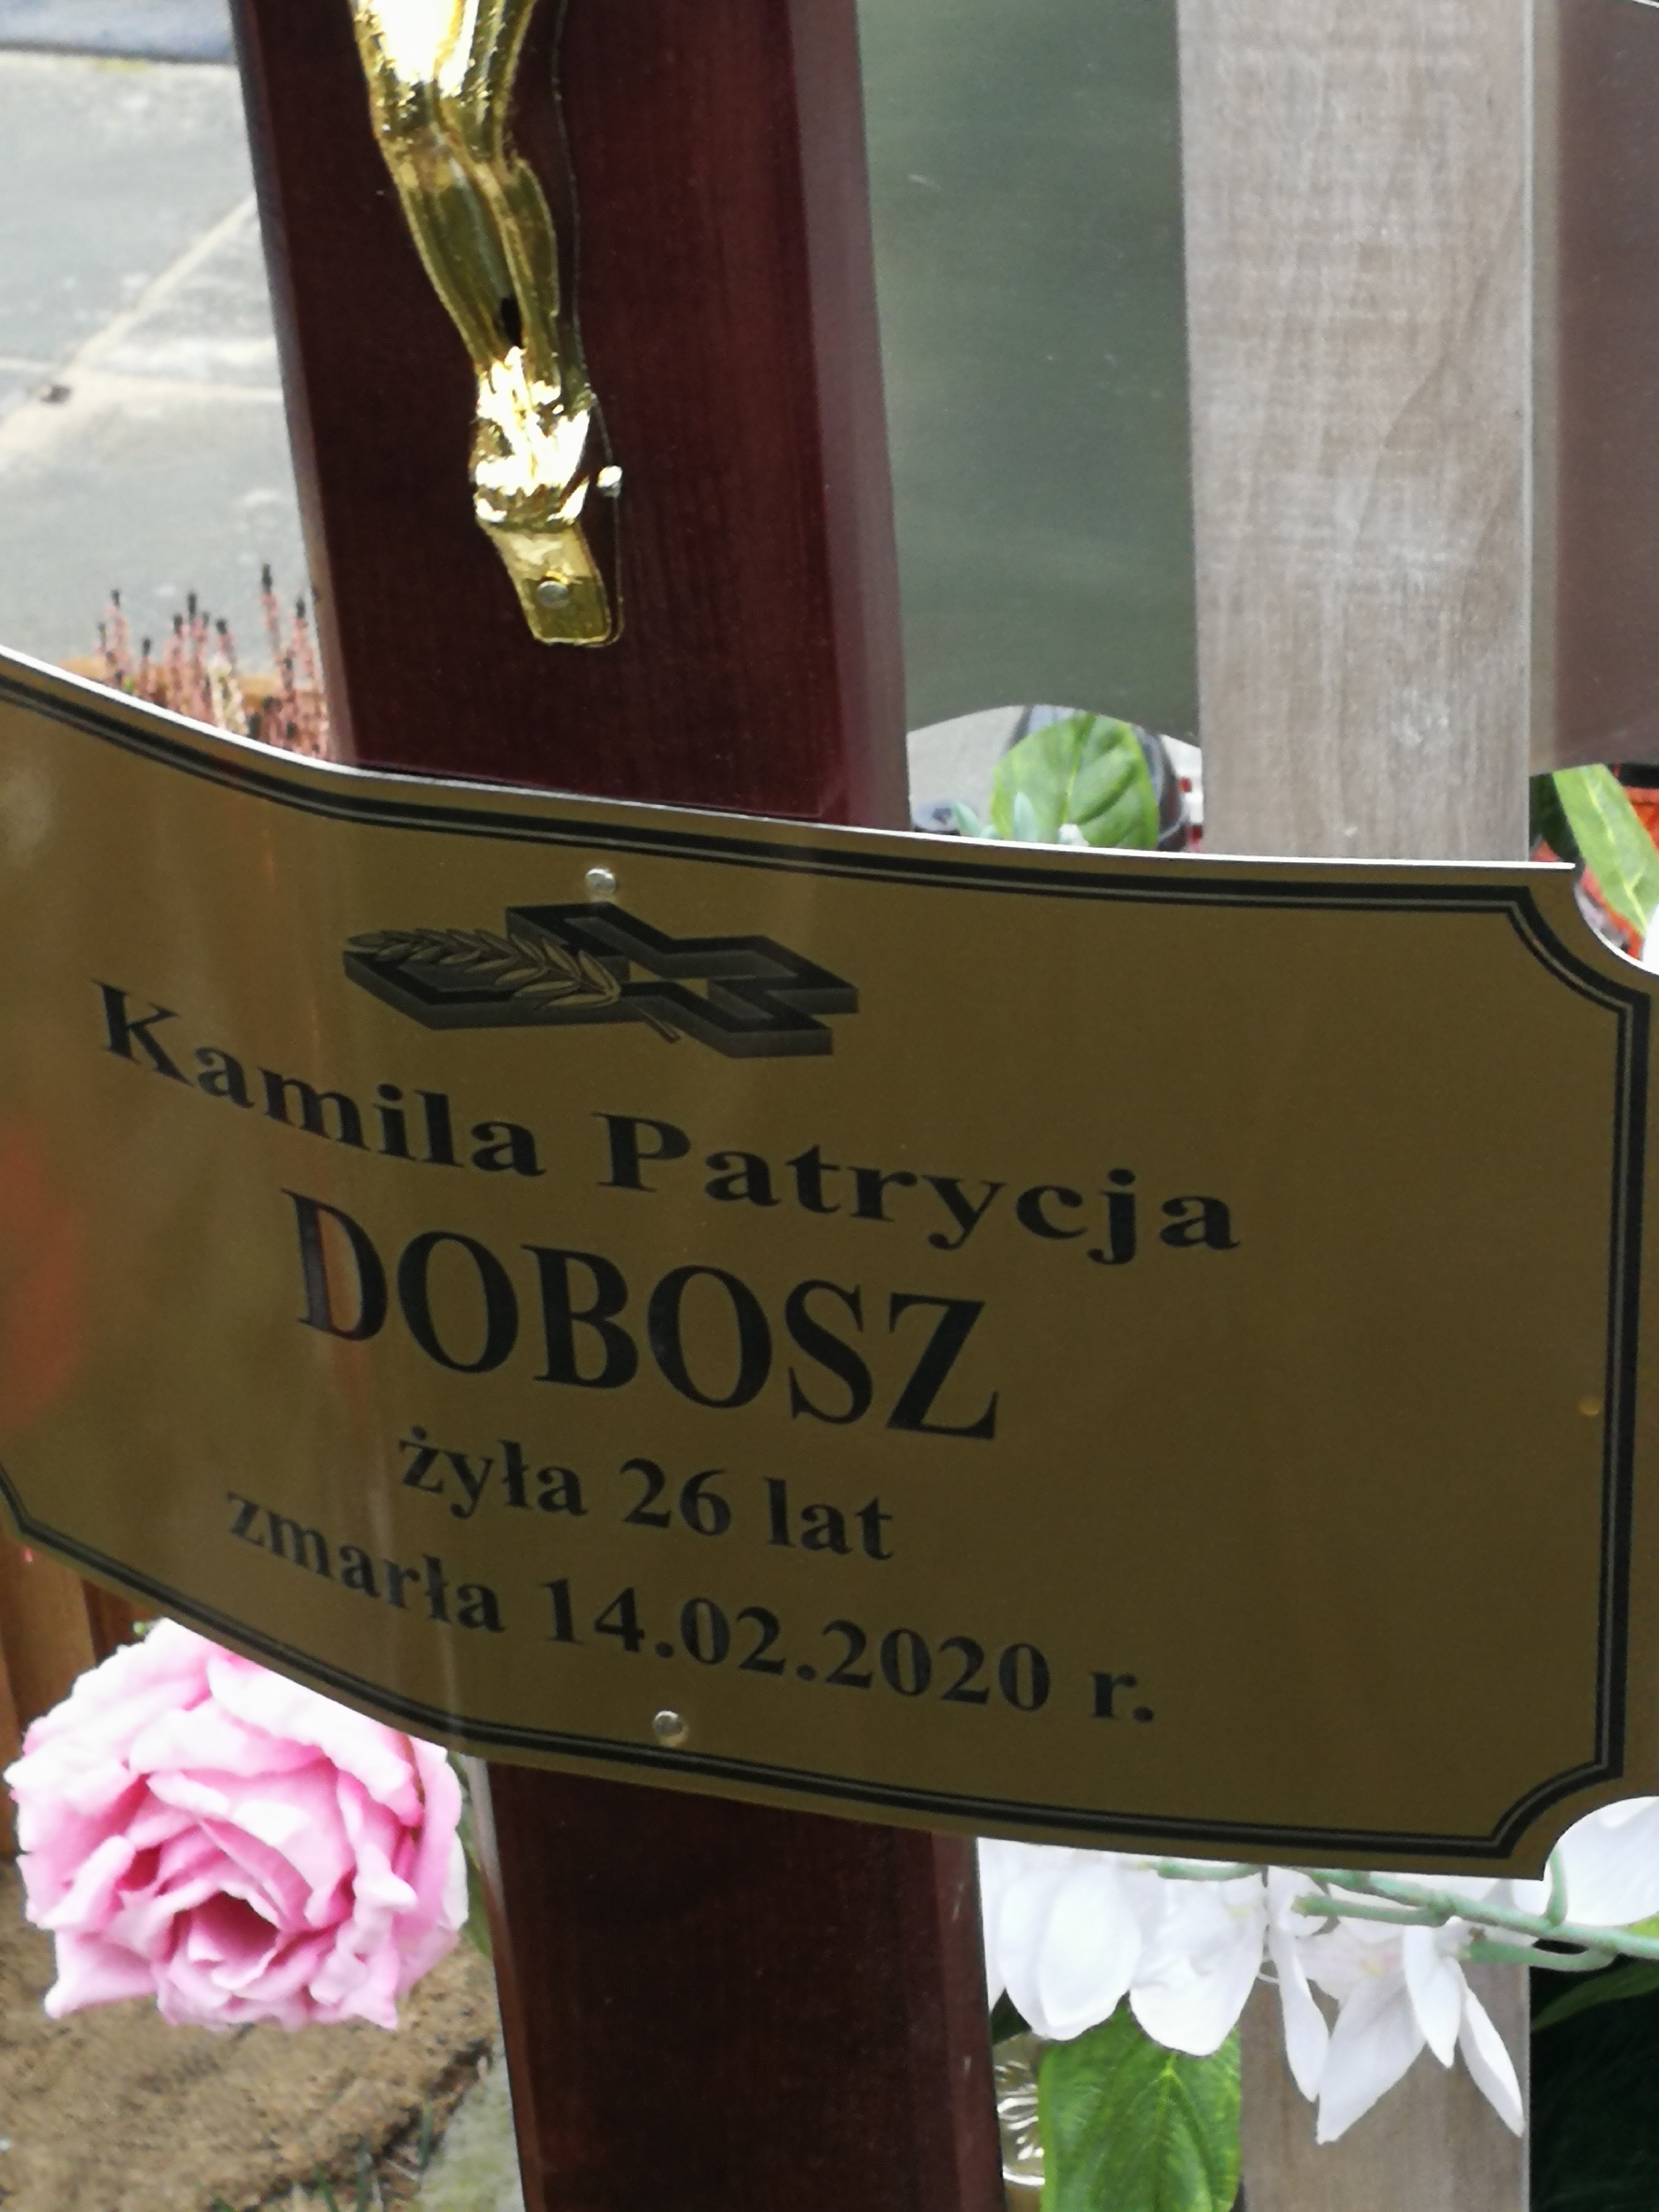 Kamila Patrycja
DOBOSZ
żyła 26 lat
zmarła 14.02.2020 r.